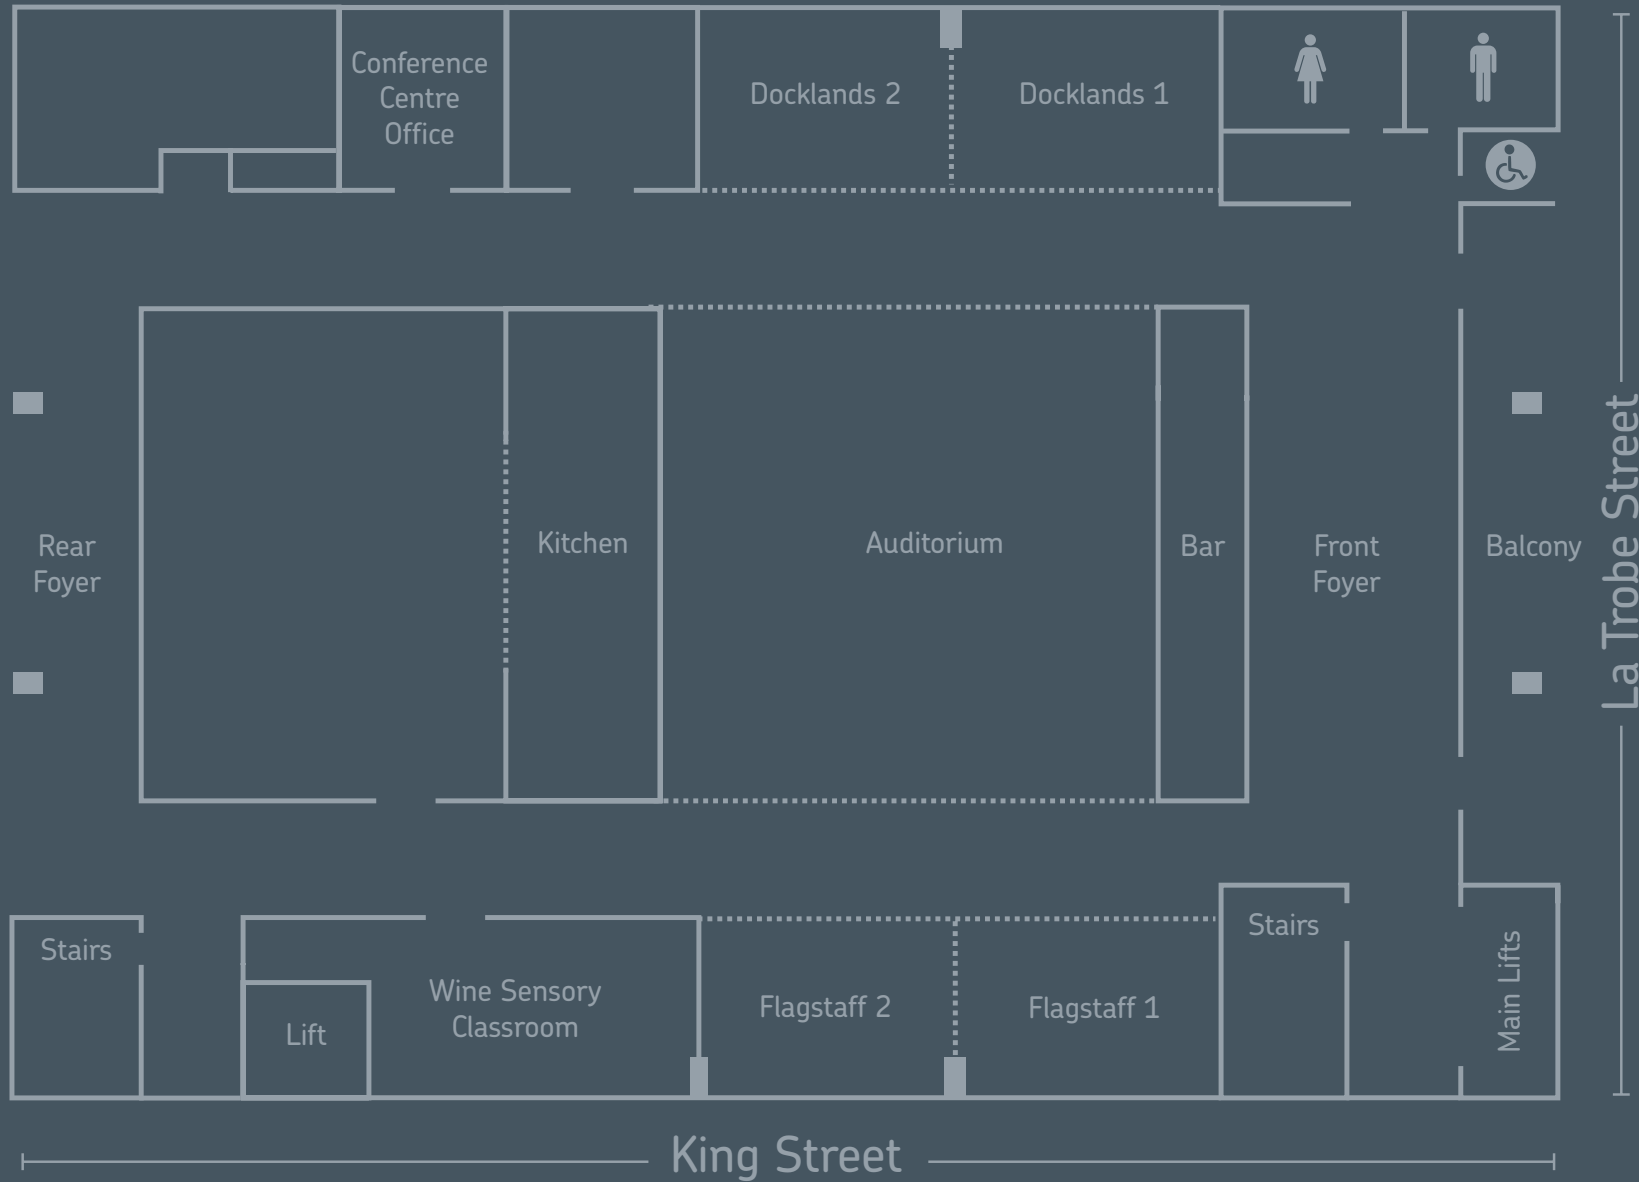 Conference
Centre
Office
Docklands 2
Docklands 1
Rear
Foyer
Kitchen
Auditorium
Bar
Front
Foyer
Balcony
La Trobe Street
Stairs
Lift
Wine Sensory
Classroom
Flagstaff 2
Flagstaff 1
Stairs
Main Lifts
King Street